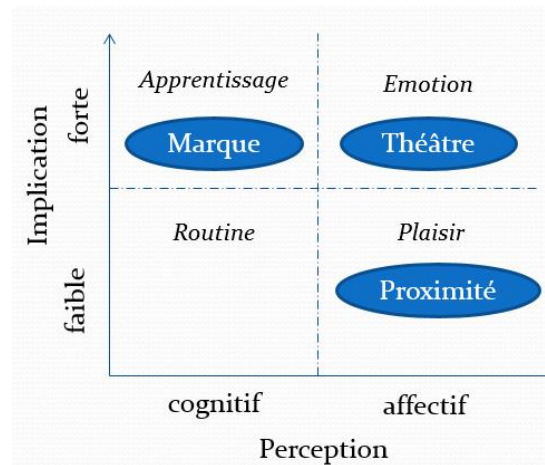 Implication
forte
faible
Apprentissage
Emotion
Marque
Théâtre
Routine
Plaisir
Proximité
cognitif
affectif
Perception